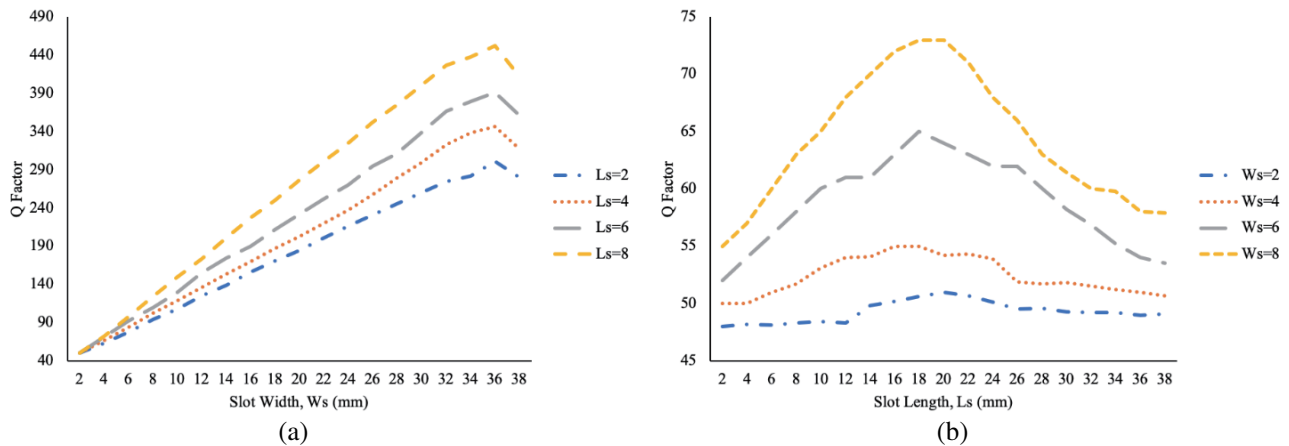 490
440
390
340
290
240
190
140
90
40
Q Factor
2 4 6 8 10 12 14 16 18 20 22 24 26 28 30 32 34 36 38
Slot Width, Ws (mm)
Ls=2
Ls=4
Ls=6
Ls=8
(a)
75
70
65
60
55
50
45
Q Factor
2 4 6 8 10 12 14 16 18 20 22 24 26 28 30 32 34 36 38
Slot Length, Ls (mm)
Ws=2
Ws=4
Ws=6
Ws=8
(b)